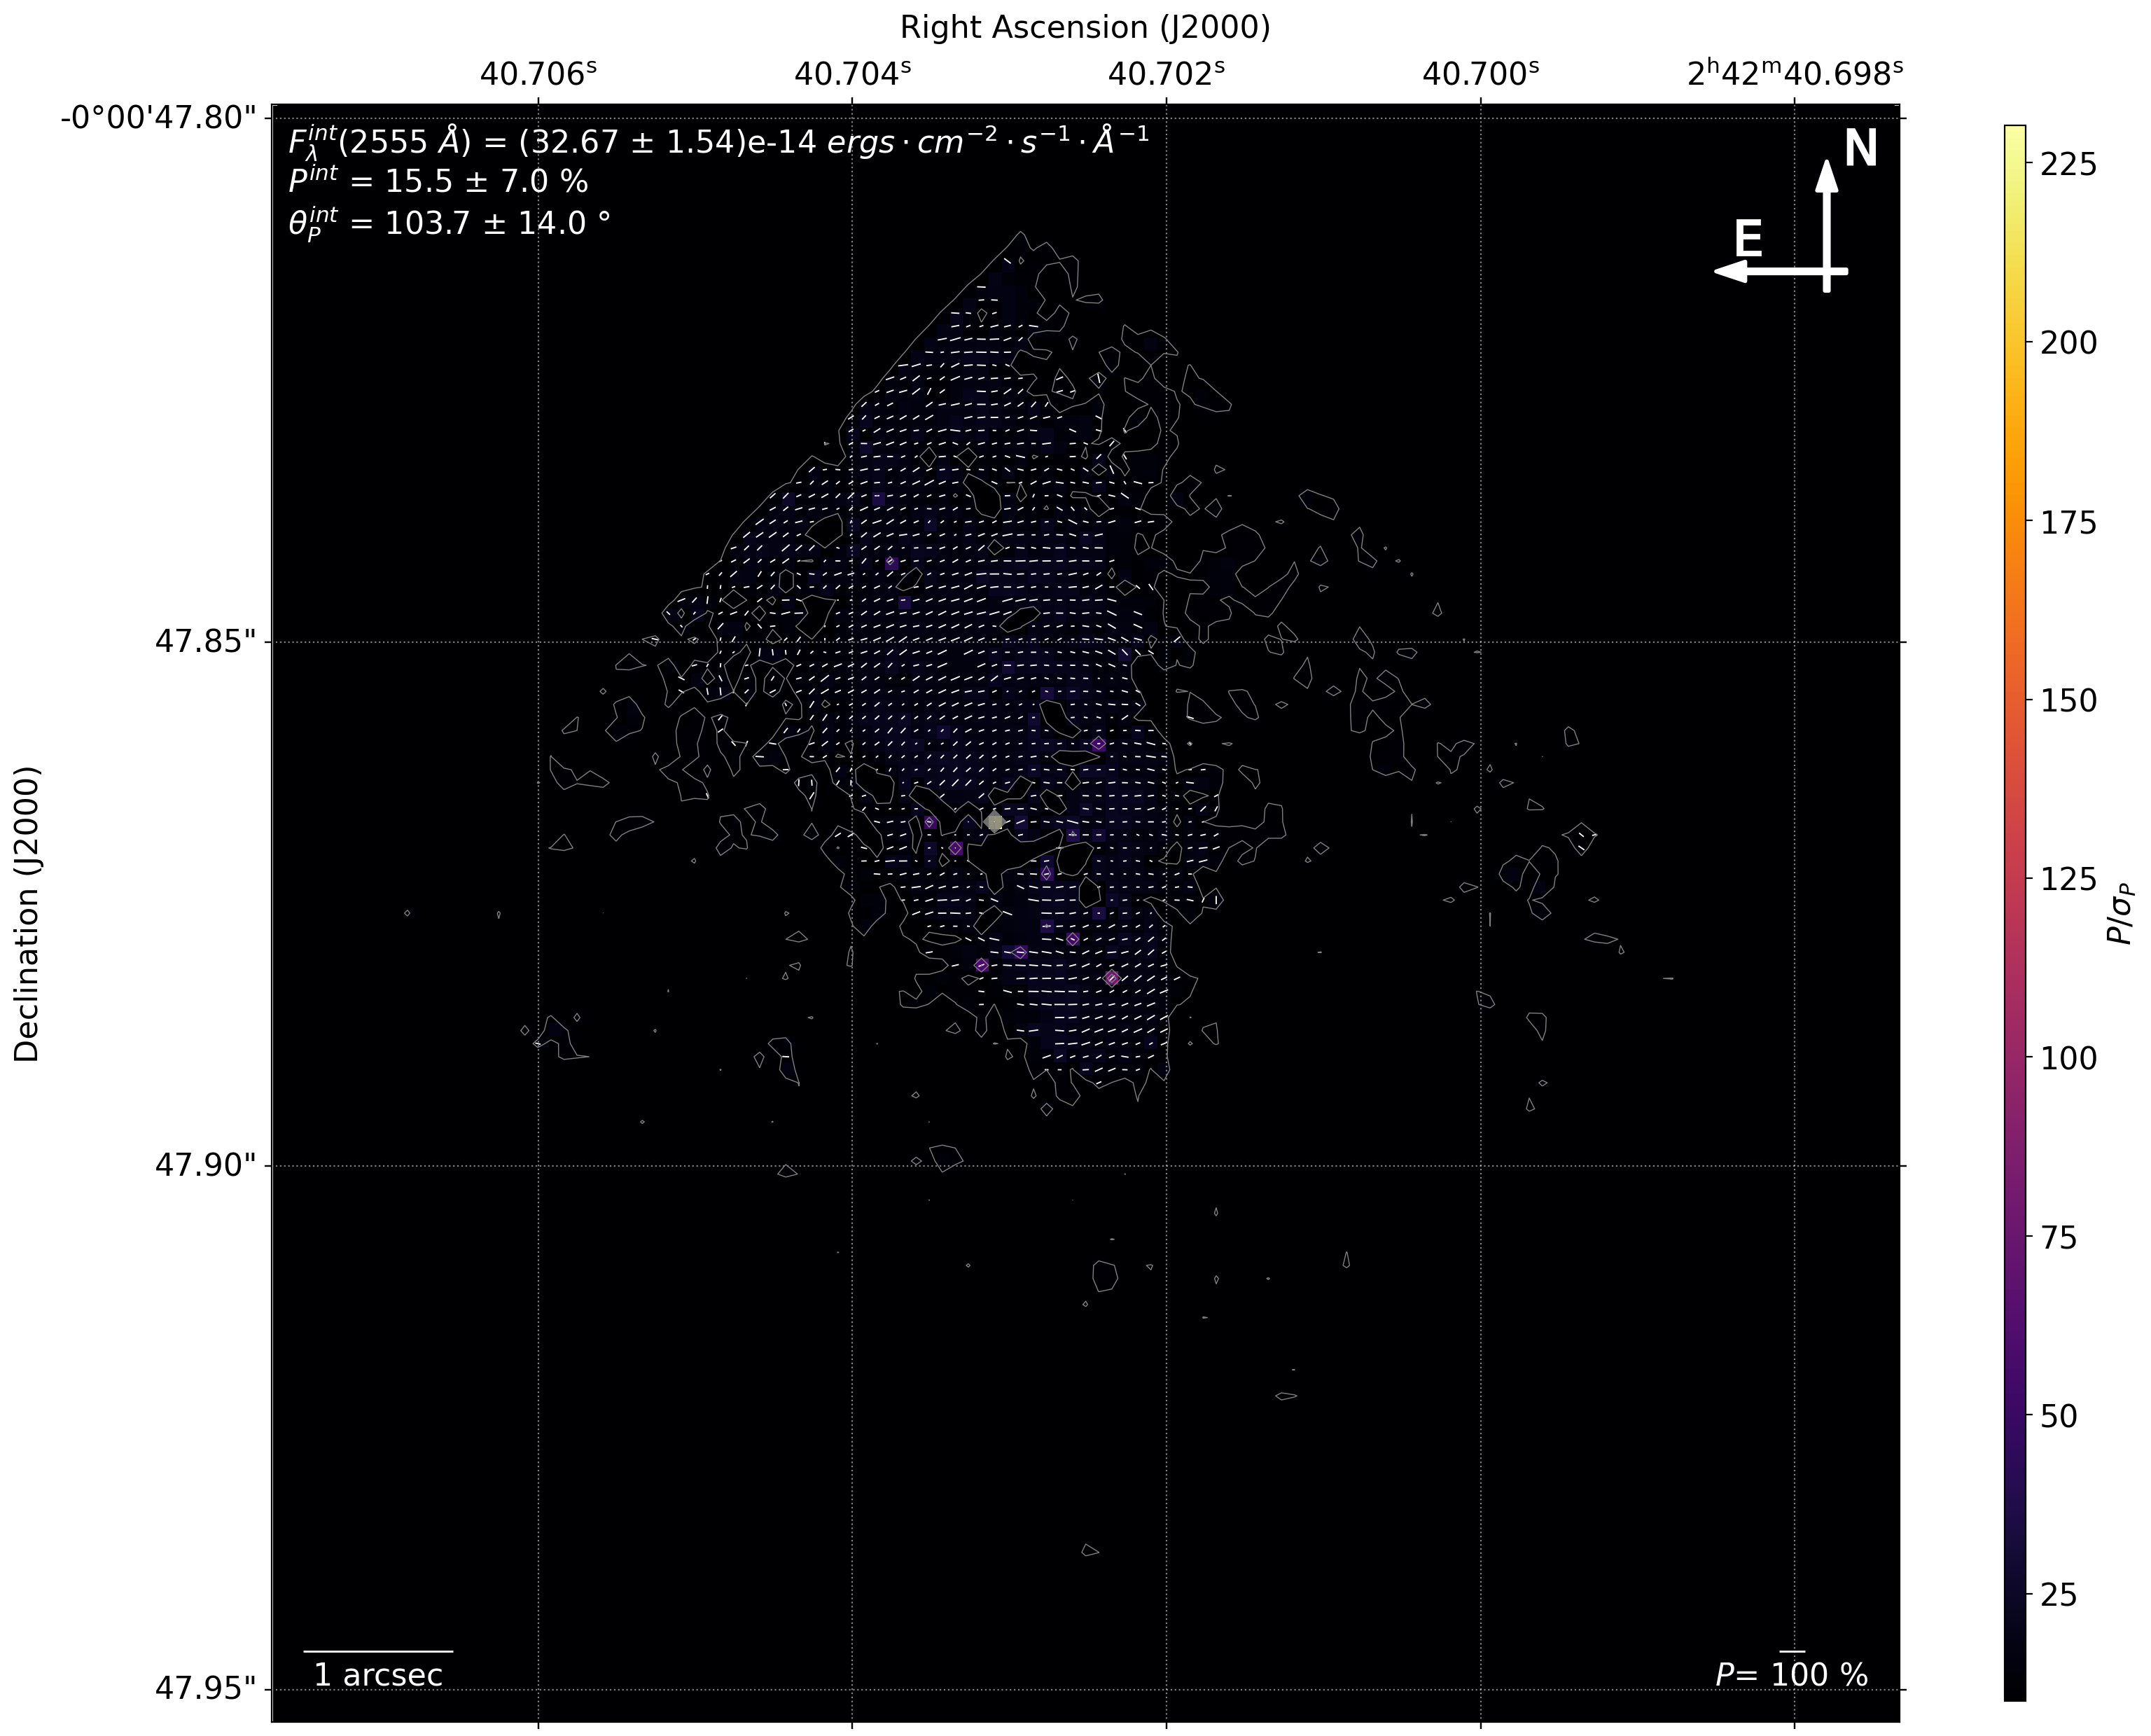 Right Ascension (J2000)
40.706ˢ 40.704ˢ 40.702ˢ 40.700ˢ 2ʰ42ᵐ40.698ˢ
-0°00'47.80"
F_λ^int(2555 Å) = (32.67 ± 1.54)e-14 ergs · cm⁻² · s⁻¹ · Å⁻¹
P^int = 15.5 ± 7.0 %
θ_P^int = 103.7 ± 14.0 °
N
E
47.85"
47.90"
47.95"
Declination (J2000)
1 arcsec
P= 100 %
225
200
175
150
125
100
75
50
25
P/σ_P